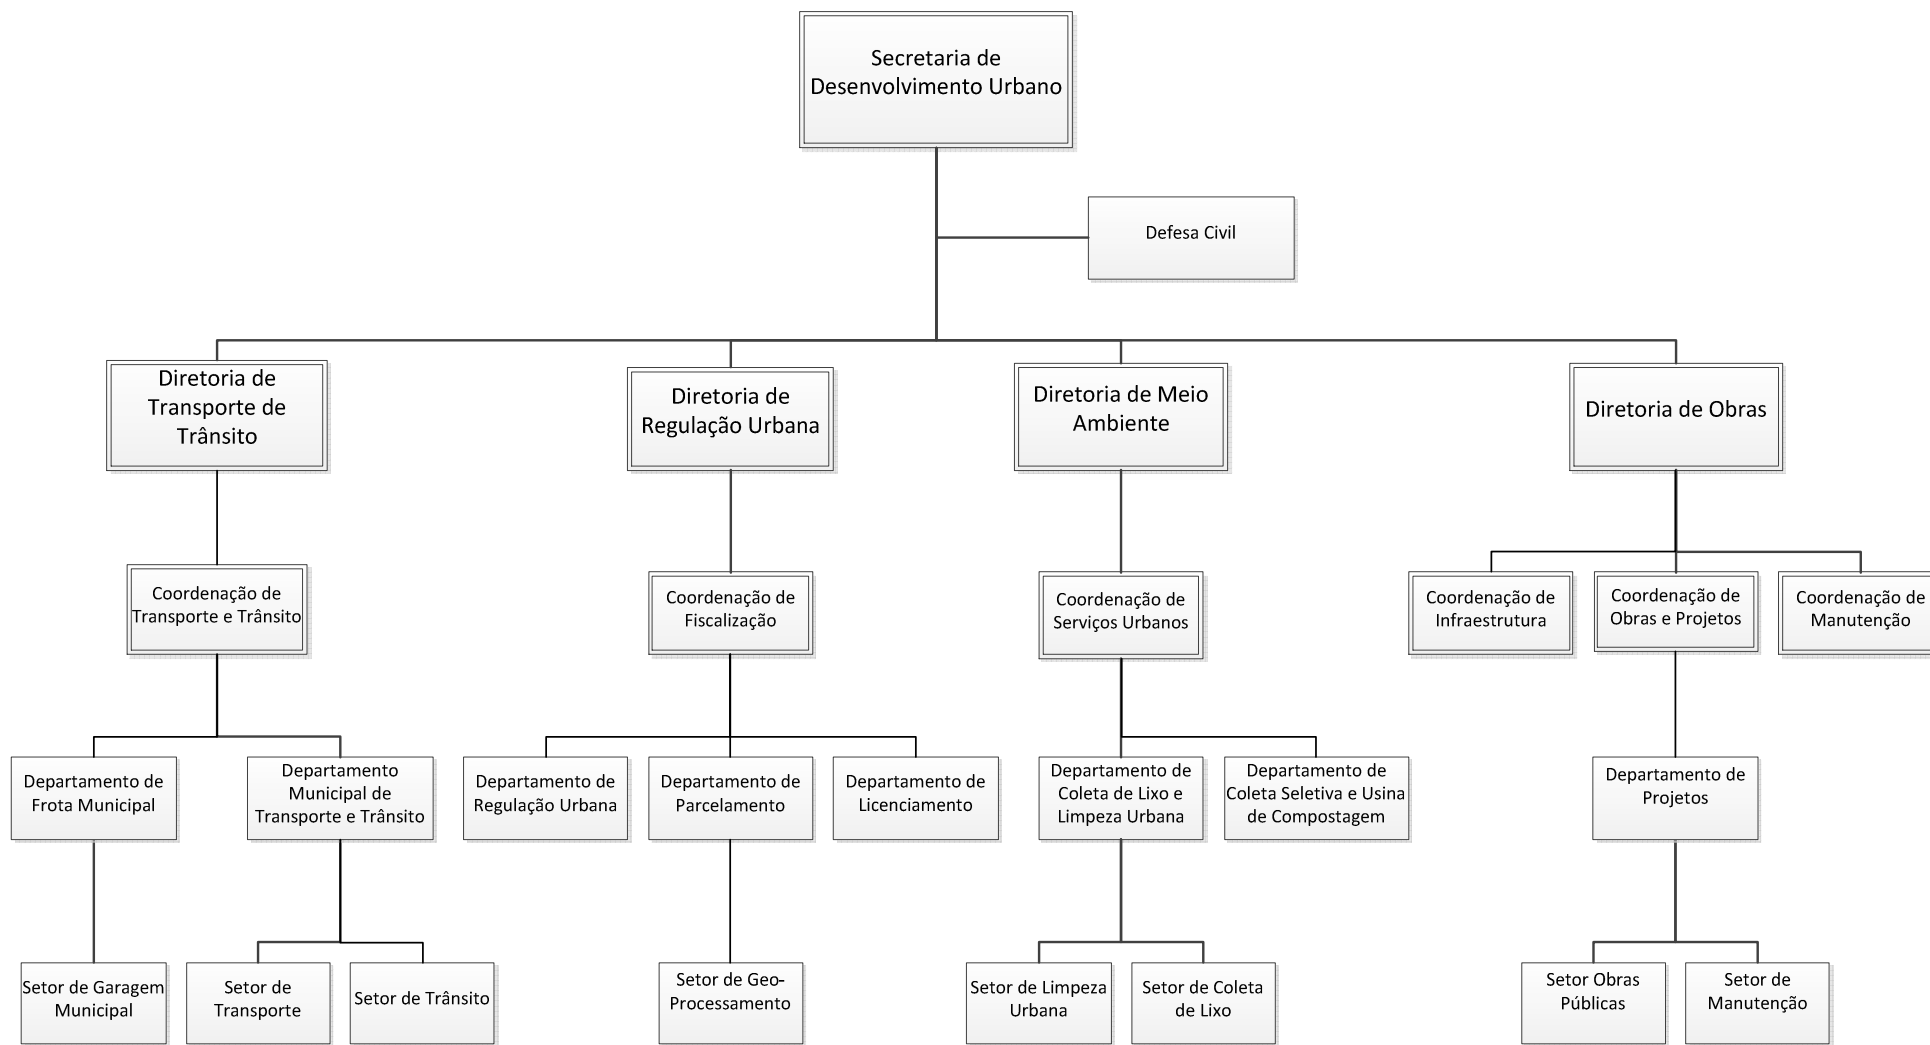 Secretaria de
Desenvolvimento Urbano
Defesa Civil
Diretoria de
Transporte de
Trânsito
Diretoria de
Regulação Urbana
Diretoria de Meio
Ambiente
Diretoria de Obras
Coordenação de
Transporte e Trânsito
Coordenação de
Fiscalização
Coordenação de
Serviços Urbanos
Coordenação de
Infraestrutura
Coordenação de
Obras e Projetos
Coordenação de
Manutenção
Departamento de
Frota Municipal
Departamento
Municipal de
Transporte e Trânsito
Departamento de
Regulação Urbana
Departamento de
Parcelamento
Departamento de
Licenciamento
Departamento de
Coleta de Lixo e
Limpeza Urbana
Departamento de
Coleta Seletiva e Usina
de Compostagem
Departamento de
Projetos
Setor de Garagem
Municipal
Setor de
Transporte
Setor de Trânsito
Setor de Geo-
Processamento
Setor de Limpeza
Urbana
Setor de Coleta
de Lixo
Setor Obras
Públicas
Setor de
Manutenção